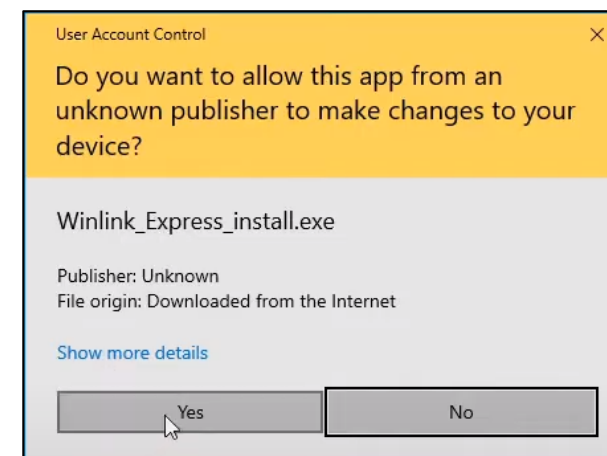 User Account Control
Do you want to allow this app from an
unknown publisher to make changes to your
device?
Winlink_Express_install.exe
Publisher: Unknown
File origin: Downloaded from the Internet
Show more details
Yes
No